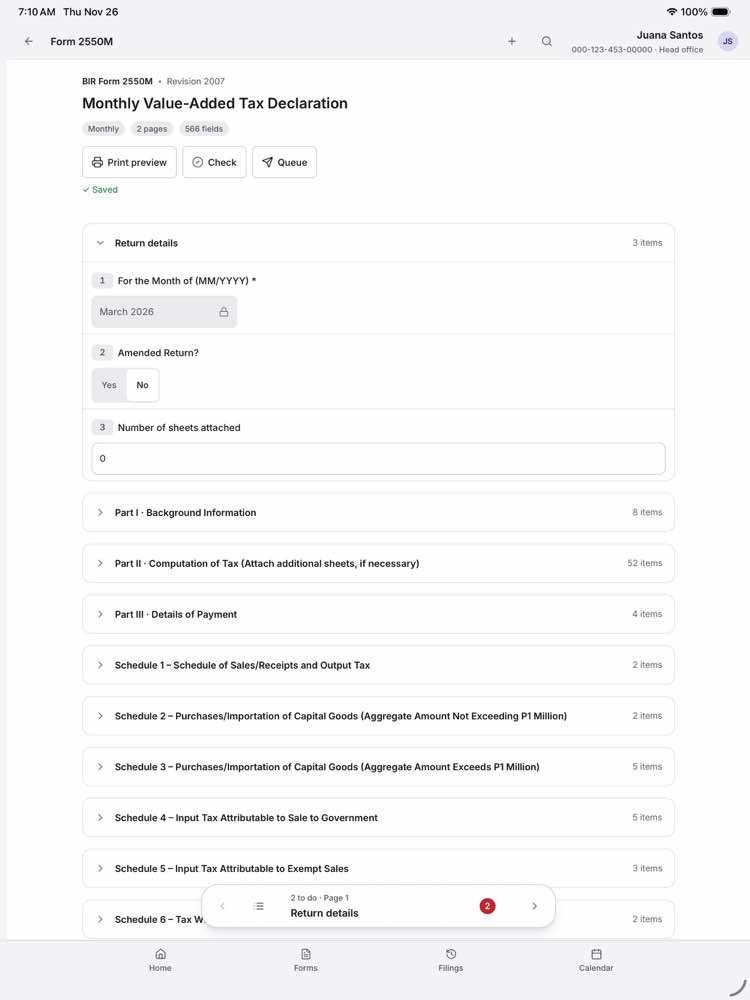 7:10 AM Thu Nov 26
100%
Form 2550M
Juana Santos
000-123-453-00000 · Head office
JS
BIR Form 2550M • Revision 2007
Monthly Value-Added Tax Declaration
Monthly 2 pages 566 fields
Print preview Check Queue
✓ Saved
Return details 3 items
1 For the Month of (MM/YYYY) *
March 2026
2 Amended Return?
Yes No
3 Number of sheets attached
0
Part I · Background Information 8 items
Part II · Computation of Tax (Attach additional sheets, if necessary) 52 items
Part III · Details of Payment 4 items
Schedule 1 – Schedule of Sales/Receipts and Output Tax 2 items
Schedule 2 – Purchases/Importation of Capital Goods (Aggregate Amount Not Exceeding P1 Million) 2 items
Schedule 3 – Purchases/Importation of Capital Goods (Aggregate Amount Exceeds P1 Million) 5 items
Schedule 4 – Input Tax Attributable to Sale to Government 5 items
Schedule 5 – Input Tax Attributable to Exempt Sales 3 items
2 to do · Page 1
Return details 2
Schedule 6 – Tax 2 items
Home Forms Filings Calendar